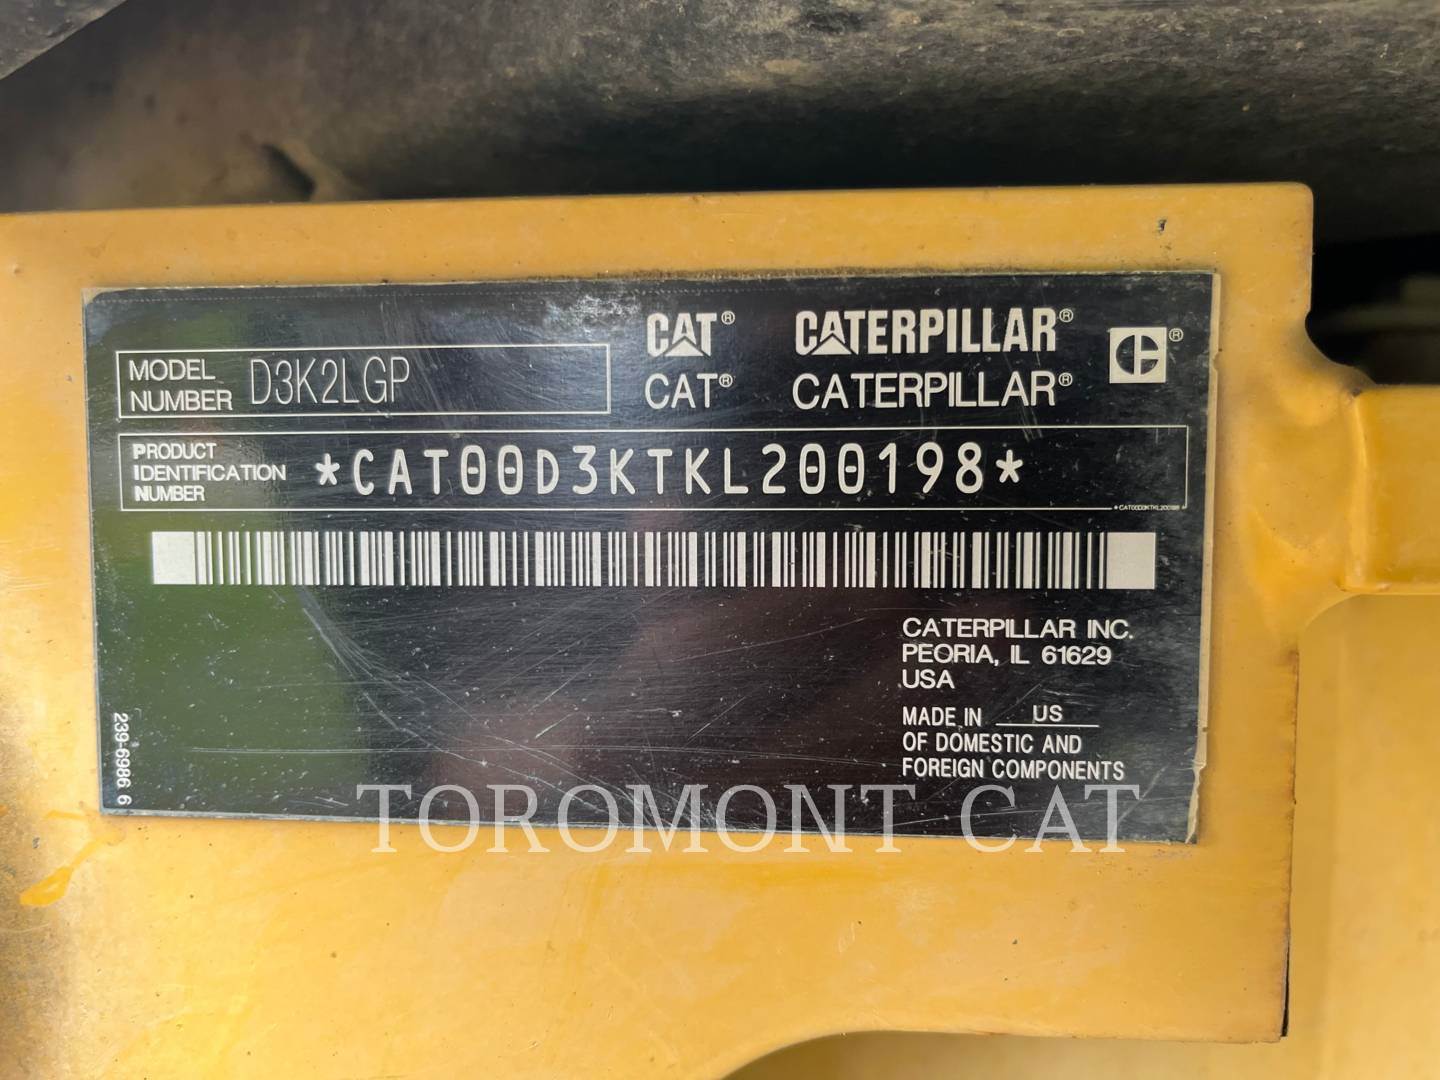 MODEL NUMBER D3K2LGP
CAT® CATERPILLAR® ®
CAT® CATERPILLAR®
PRODUCT
IDENTIFICATION
NUMBER
*CAT00D3KTKL200198*
*CAT00D3KTKL200198*
CATERPILLAR INC.
PEORIA, IL 61629
USA
MADE IN US
OF DOMESTIC AND
FOREIGN COMPONENTS
239-6986 6
TOROMONT CAT